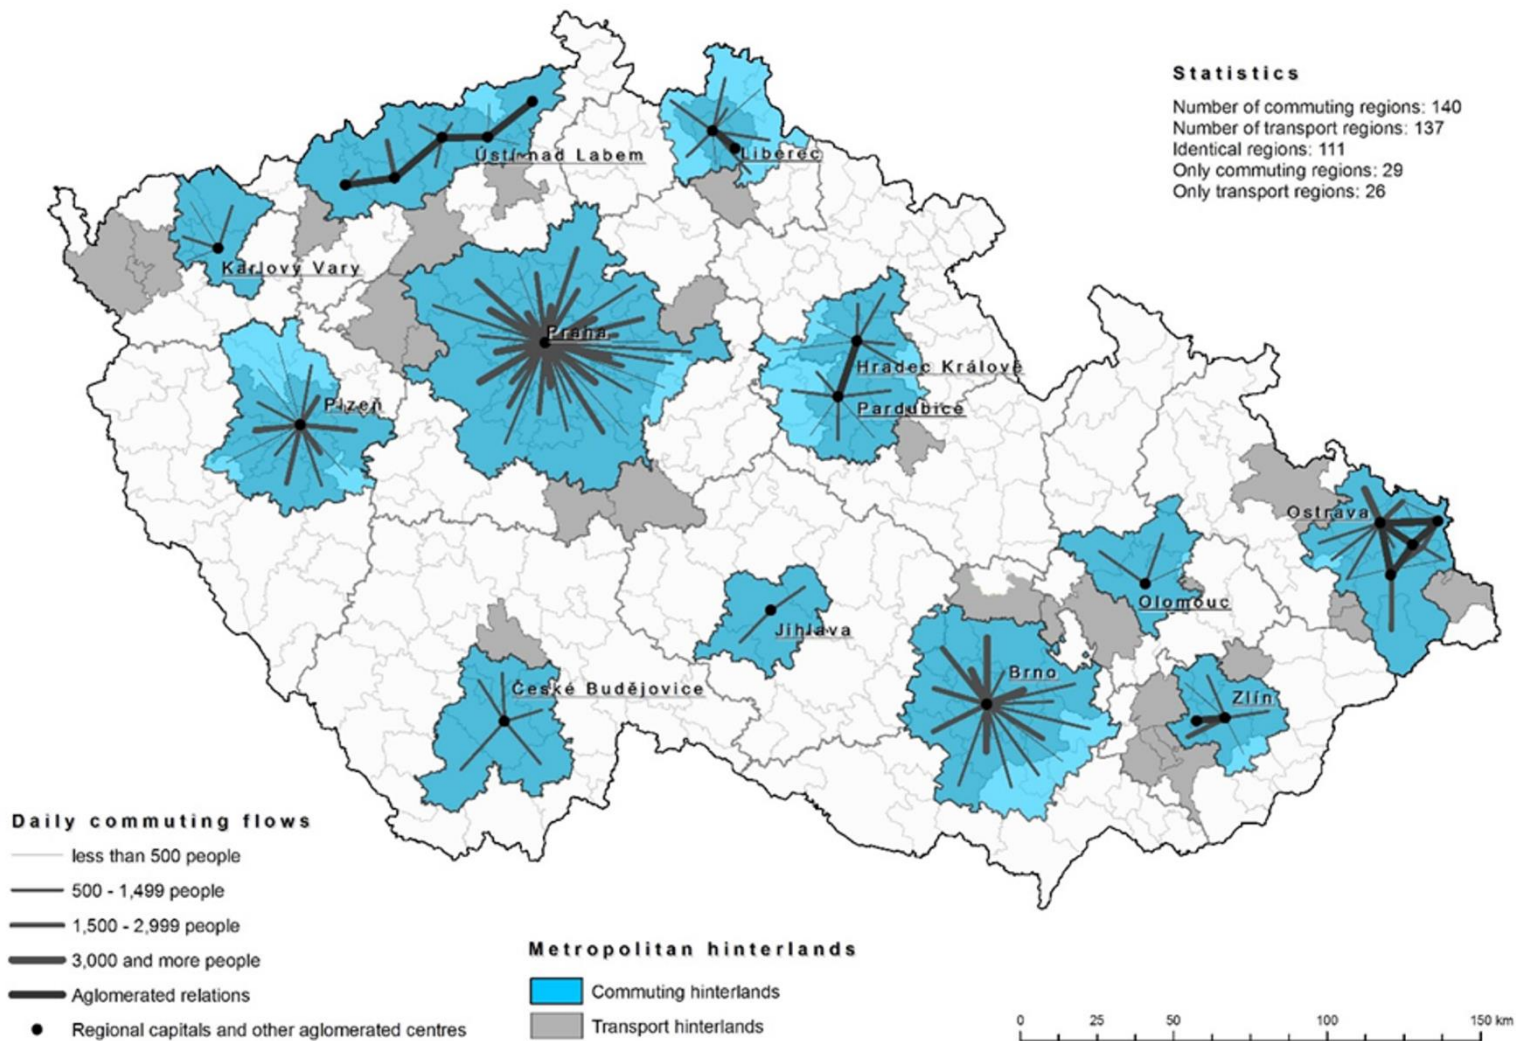 Statistics
Number of commuting regions: 140
Number of transport regions: 137
Identical regions: 111
Only commuting regions: 29
Only transport regions: 26
Ústí nad Labem
Liberec
Karlovy Vary
Praha
Hradec Králové
Plzeň
Pardubice
Ostrava
Olomouc
Jihlava
Brno
České Budějovice
Zlín
Daily commuting flows
less than 500 people
500 - 1,499 people
1,500 - 2,999 people
3,000 and more people
Aglomerated relations
Regional capitals and other aglomerated centres
Metropolitan hinterlands
Commuting hinterlands
Transport hinterlands
0 25 50 100 150 km